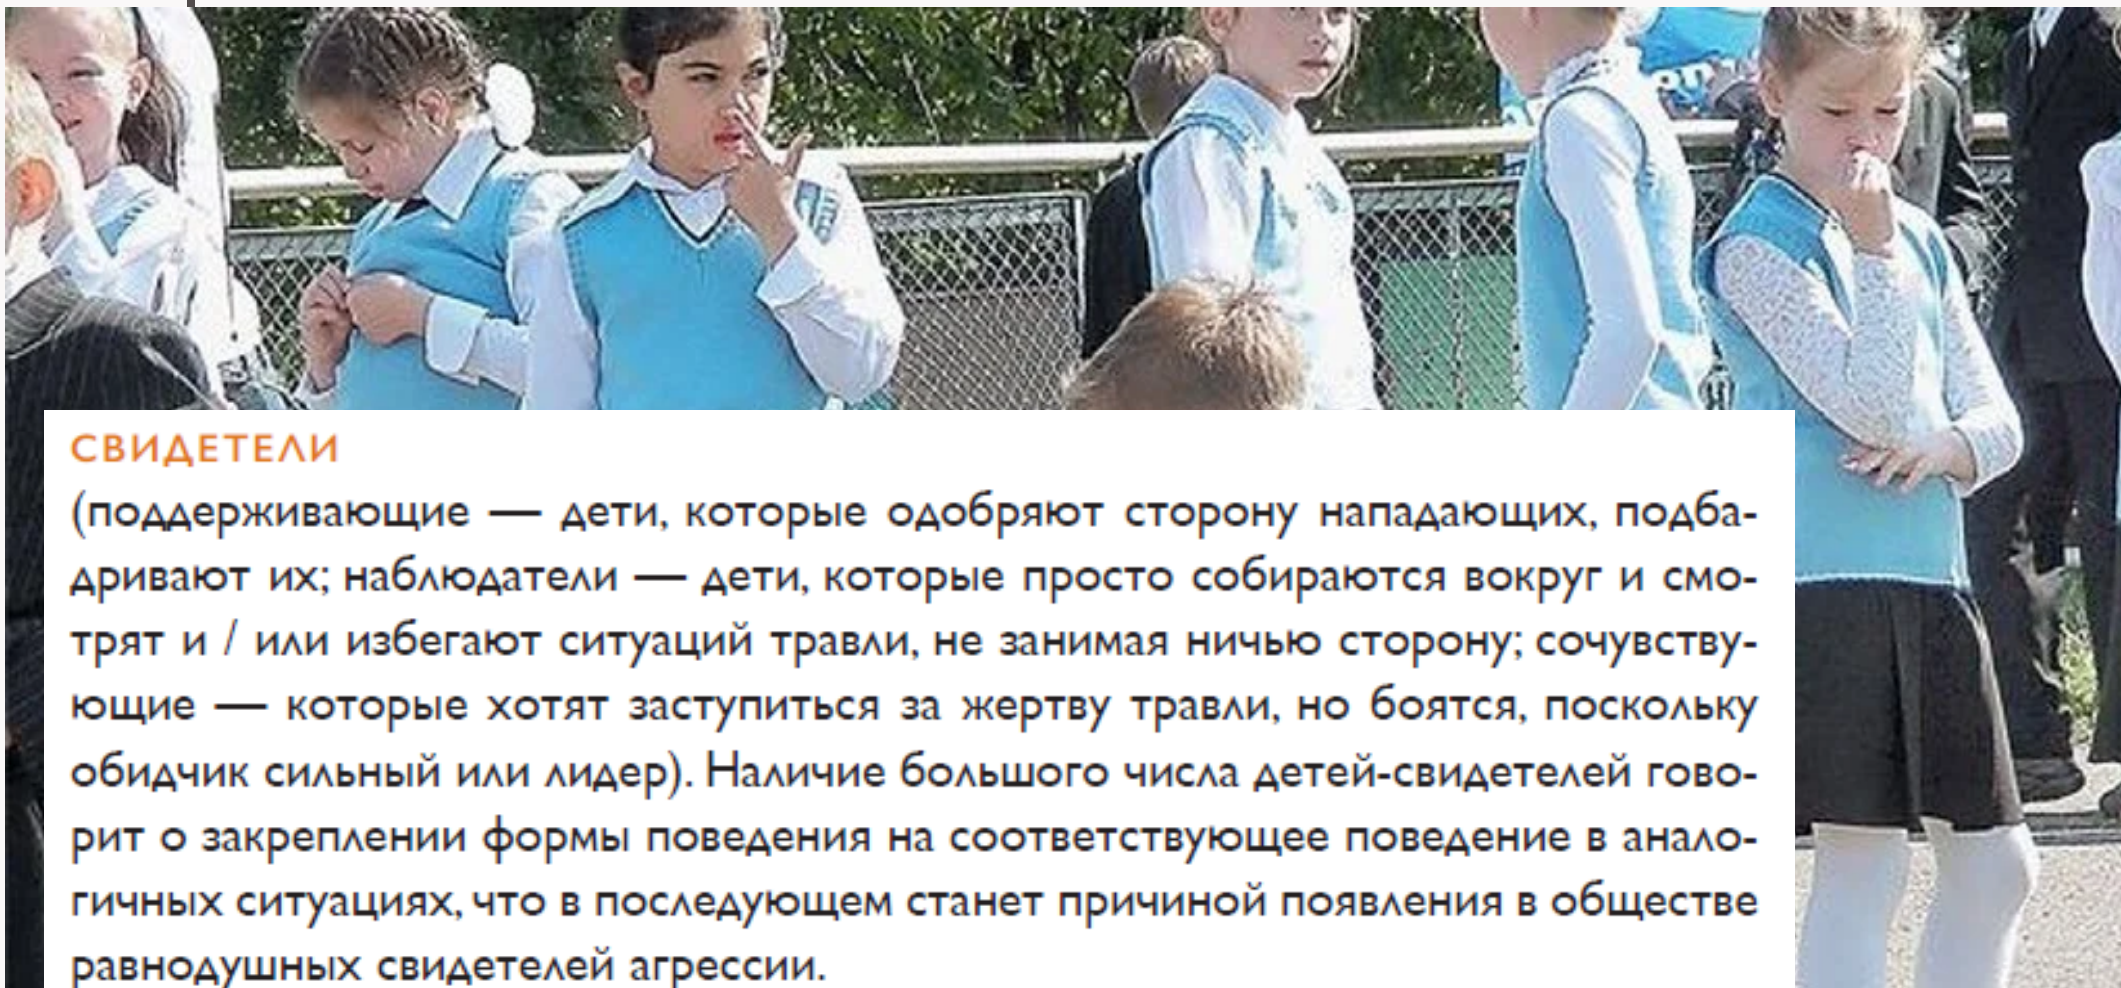 СВИДЕТЕЛИ
(поддерживающие — дети, которые одобряют сторону нападающих, подба-
дривают их; наблюдатели — дети, которые просто собираются вокруг и смо-
трят и / или избегают ситуаций травли, не занимая ничью сторону; сочувству-
ющие — которые хотят заступиться за жертву травли, но боятся, поскольку
обидчик сильный или лидер). Наличие большого числа детей-свидетелей гово-
рит о закреплении формы поведения на соответствующее поведение в анало-
гичных ситуациях, что в последующем станет причиной появления в обществе
равнодушных свидетелей агрессии.